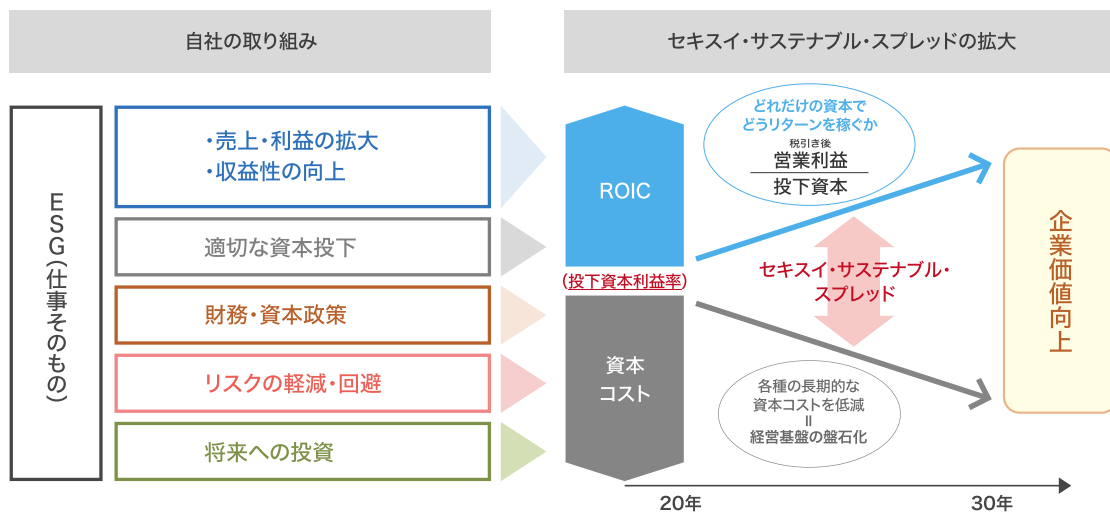 自社の取り組み
セキスイ・サステナブル・スプレッドの拡大
ESG(仕事そのもの)
・売上・利益の拡大
・収益性の向上
適切な資本投下
財務・資本政策
リスクの軽減・回避
将来への投資
ROIC
(投下資本利益率)
資本
コスト
どれだけの資本で
どうリターンを稼ぐか
税引き後
営業利益
投下資本
セキスイ・サステナブル・
スプレッド
各種の長期的な
資本コストを低減
=
経営基盤の盤石化
企業価値向上
20年
30年